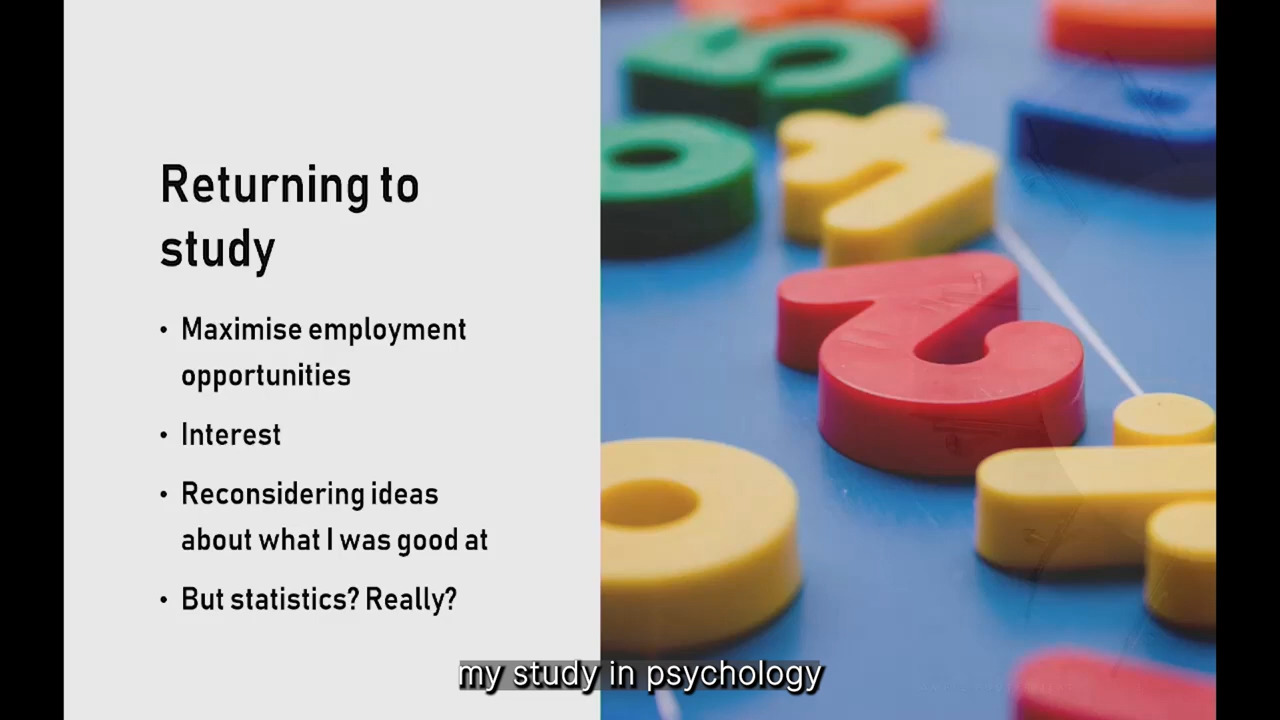 Returning to
study
• Maximise employment
opportunities
• Interest
• Reconsidering ideas
about what I was good at
• But statistics? Really?
my study in psychology